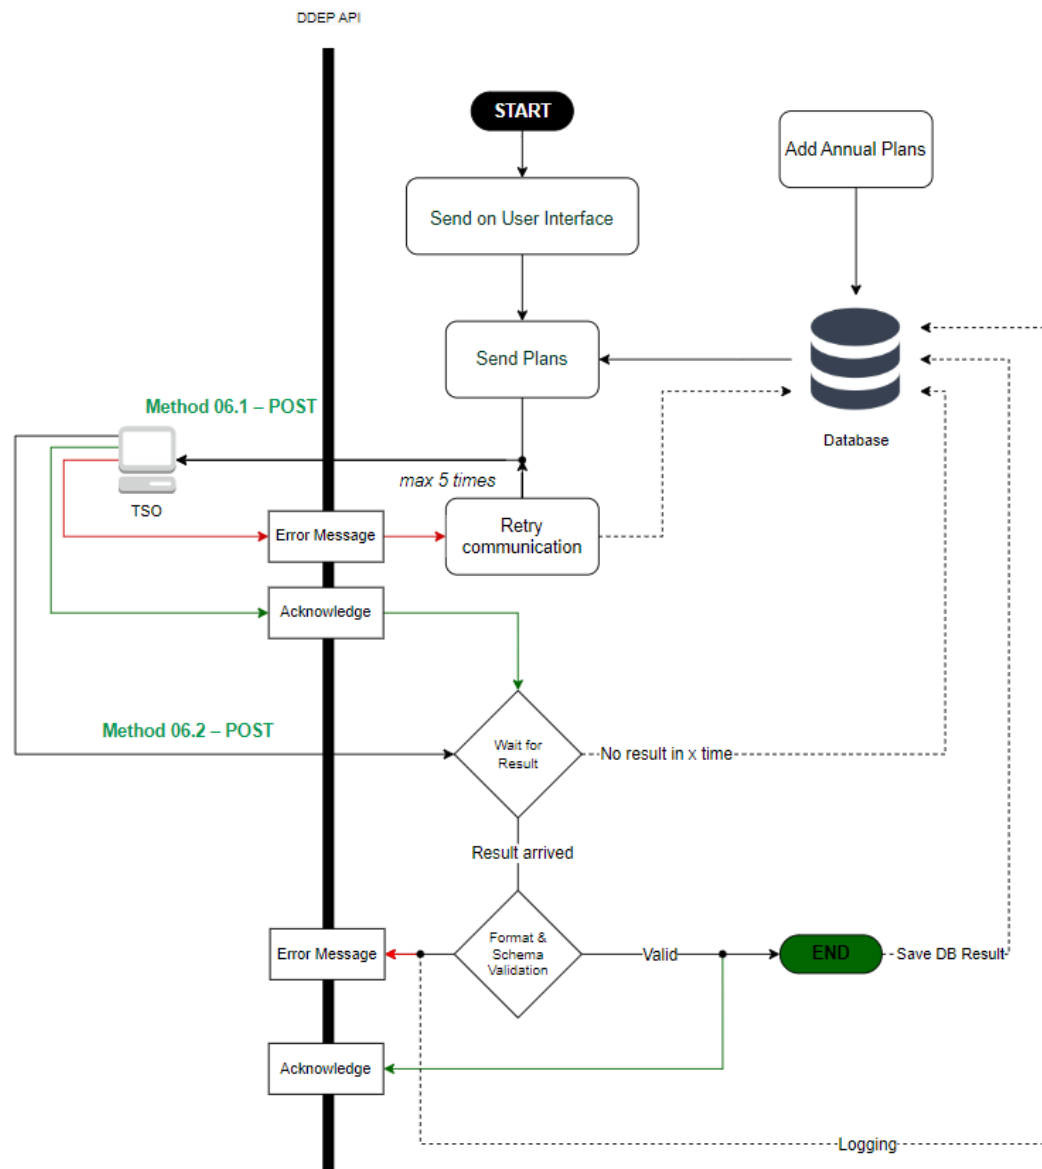 DDEP API
START
Add Annual Plans
Send on User Interface
Send Plans
Database
Method 06.1 – POST
max 5 times
TSO
Error Message
Retry
communication
Acknowledge
Method 06.2 – POST
Wait for
Result
No result in x time
Result arrived
Error Message
Format &
Schema
Validation
Valid
END
Save DB Result
Acknowledge
Logging